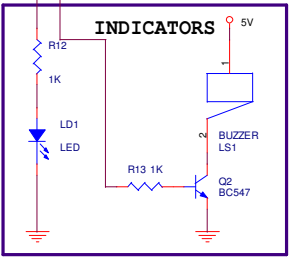 INDICATORS
5V
R12
1K
1
LD1
LED
2
BUZZER
LS1
R13 1K
Q2
BC547